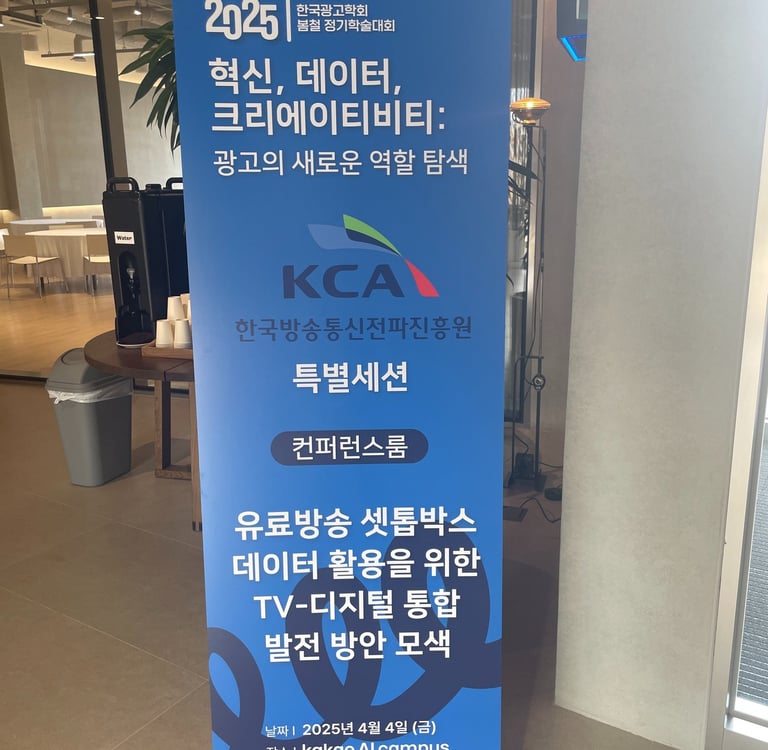 2025
한국광고학회
봄철 정기학술대회
혁신, 데이터,
크리에이티비티:
광고의 새로운 역할 탐색
Water
KCA
한국방송통신전파진흥원
특별세션
컨퍼런스룸
유료방송 셋톱박스
데이터 활용을 위한
TV-디지털 통합
발전 방안 모색
날짜 | 2025년 4월 4일 (금)
장소 | kakao AI campus